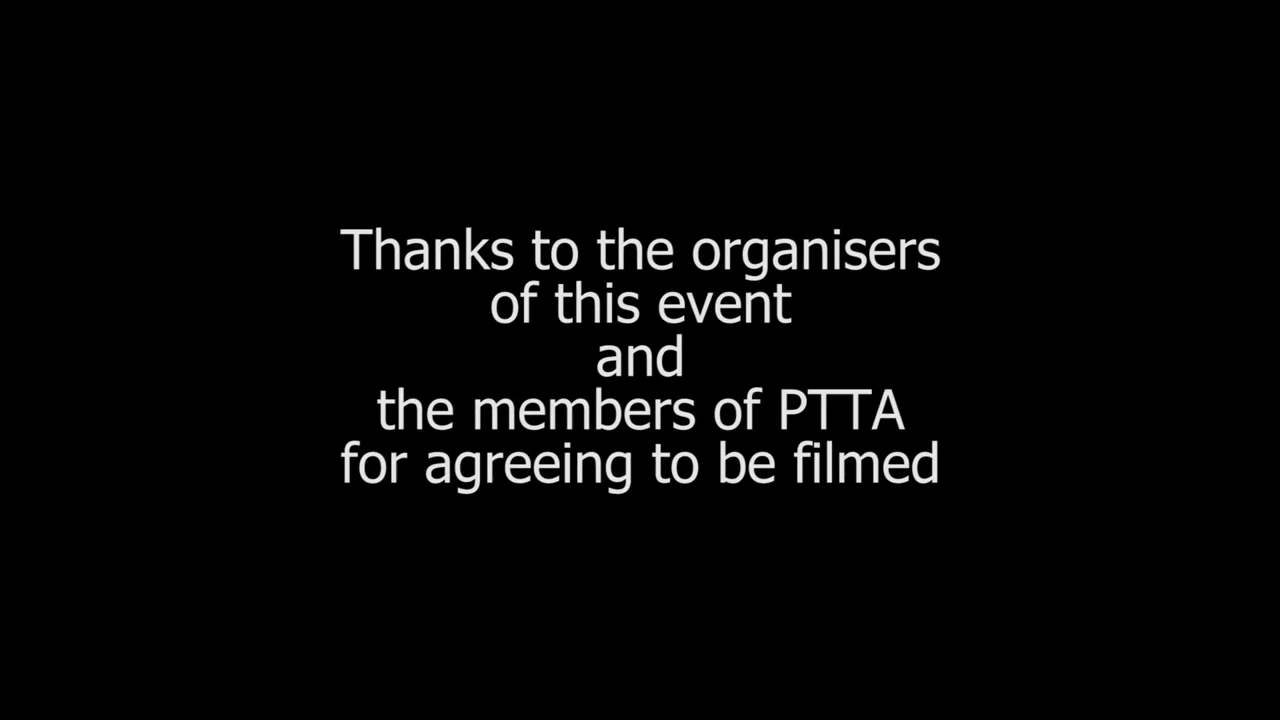 Thanks to the organisers
of this event
and
the members of PTTA
for agreeing to be filmed